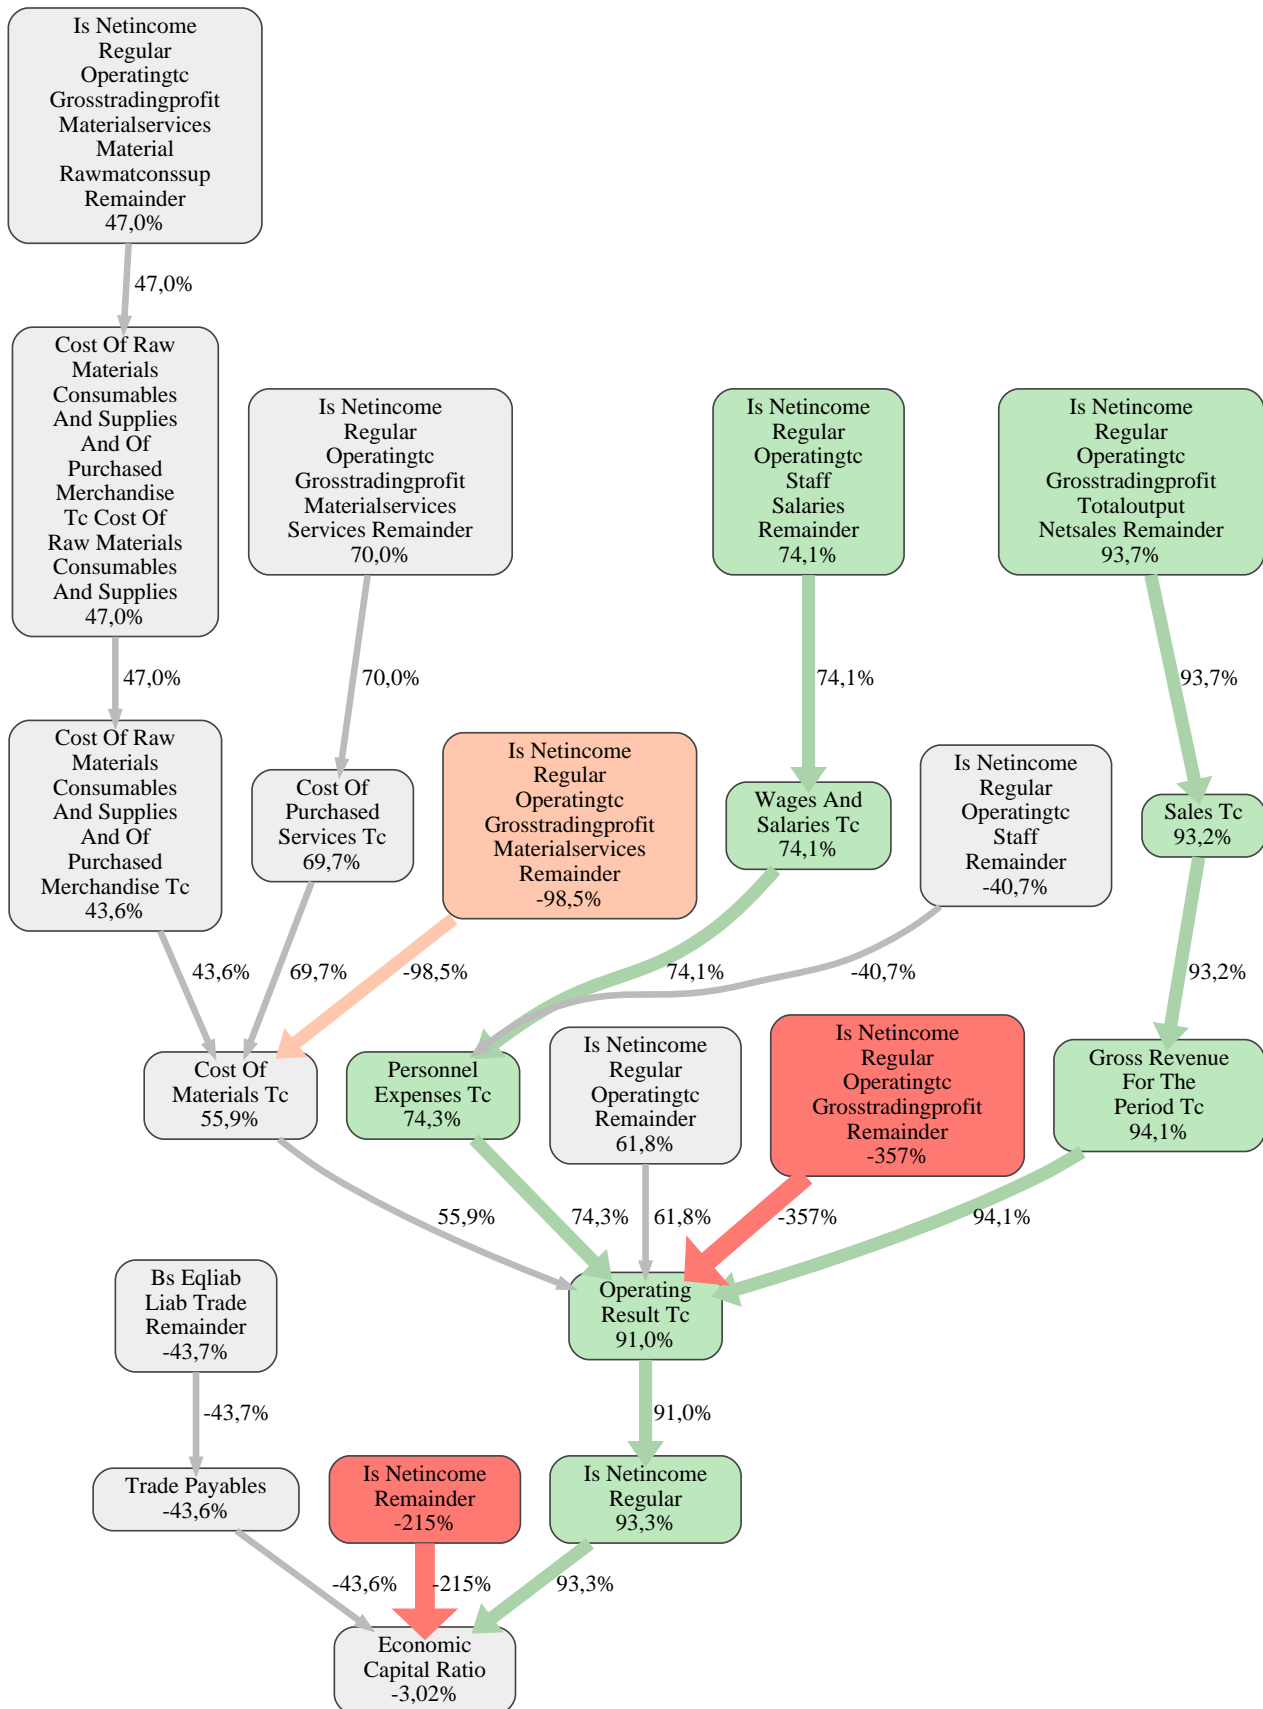 Is Netincome
Regular
Operatingtc
Grosstradingprofit
Materialservices
Material
Rawmatconssup
Remainder
47,0%
47,0%
Cost Of Raw
Materials
Consumables
And Supplies
And Of
Purchased
Merchandise
Tc Cost Of
Raw Materials
Consumables
And Supplies
47,0%
Is Netincome
Regular
Operatingtc
Grosstradingprofit
Materialservices
Services Remainder
70,0%
Is Netincome
Regular
Operatingtc
Staff
Salaries
Remainder
74,1%
Is Netincome
Regular
Operatingtc
Grosstradingprofit
Totaloutput
Netsales Remainder
93,7%
47,0%
70,0%
74,1%
93,7%
Cost Of Raw
Materials
Consumables
And Supplies
And Of
Purchased
Merchandise Tc
43,6%
Cost Of
Purchased
Services Tc
69,7%
Is Netincome
Regular
Operatingtc
Grosstradingprofit
Materialservices
Remainder
-98,5%
Wages And
Salaries Tc
74,1%
Is Netincome
Regular
Operatingtc
Staff
Remainder
-40,7%
Sales Tc
93,2%
43,6%
69,7%
-98,5%
74,1%
-40,7%
93,2%
Cost Of
Materials Tc
55,9%
Personnel
Expenses Tc
74,3%
Is Netincome
Regular
Operatingtc
Remainder
61,8%
Is Netincome
Regular
Operatingtc
Grosstradingprofit
Remainder
-357%
Gross Revenue
For The
Period Tc
94,1%
55,9%
74,3%
61,8%
-357%
94,1%
Bs Eqliab
Liab Trade
Remainder
-43,7%
Operating
Result Tc
91,0%
-43,7%
91,0%
Trade Payables
-43,6%
Is Netincome
Remainder
-215%
Is Netincome
Regular
93,3%
-43,6%
-215%
93,3%
Economic
Capital Ratio
-3,02%